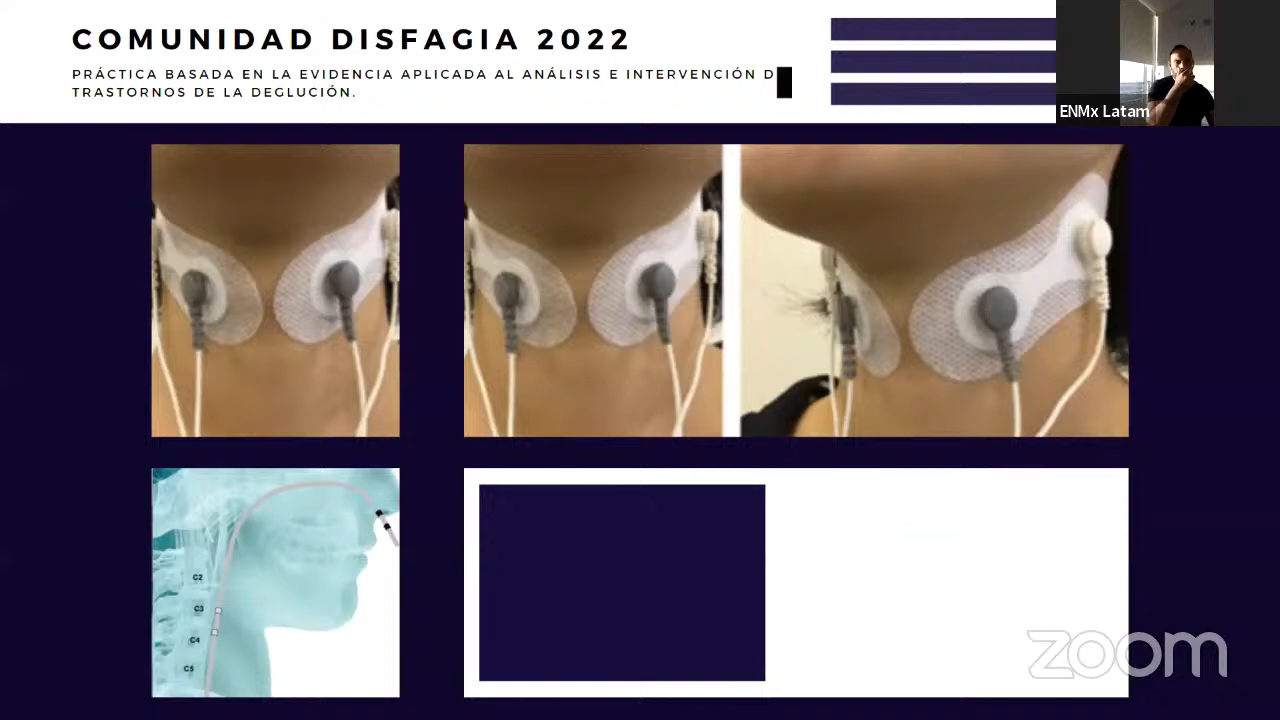 COMUNIDAD DISFAGIA 2022
PRÁCTICA BASADA EN LA EVIDENCIA APLICADA AL ANÁLISIS E INTERVENCIÓN D
TRASTORNOS DE LA DEGLUCIÓN.
ENMx Latam
C2
C3
C4
C5
zoom